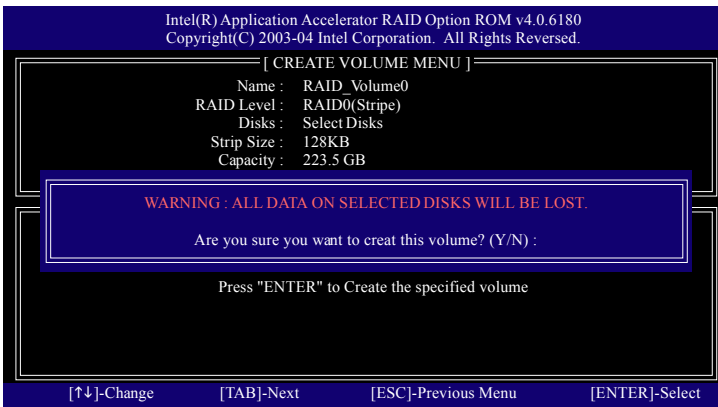 Intel(R) Application Accelerator RAID Option ROM v4.0.6180
Copyright(C) 2003-04 Intel Corporation. All Rights Reversed.
[ CREATE VOLUME MENU ]
Name : RAID_Volume0
RAID Level : RAID0(Stripe)
Disks : Select Disks
Strip Size : 128KB
Capacity : 223.5 GB
WARNING : ALL DATA ON SELECTED DISKS WILL BE LOST.
Are you sure you want to creat this volume? (Y/N) :
Press "ENTER" to Create the specified volume
[↑↓]-Change [TAB]-Next [ESC]-Previous Menu [ENTER]-Select